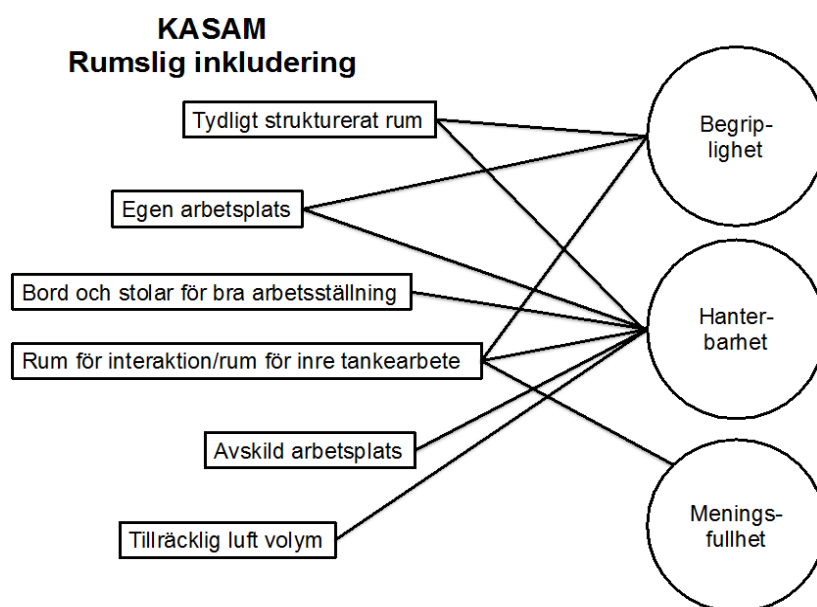 KASAM
Rumslig inkludering
Tydligt strukturerat rum
Egen arbetsplats
Bord och stolar för bra arbetsställning
Rum för interaktion/rum för inre tankearbete
Avskild arbetsplats
Tillräcklig luft volym
Begrip-
lighet
Hanter-
barhet
Menings-
fullhet